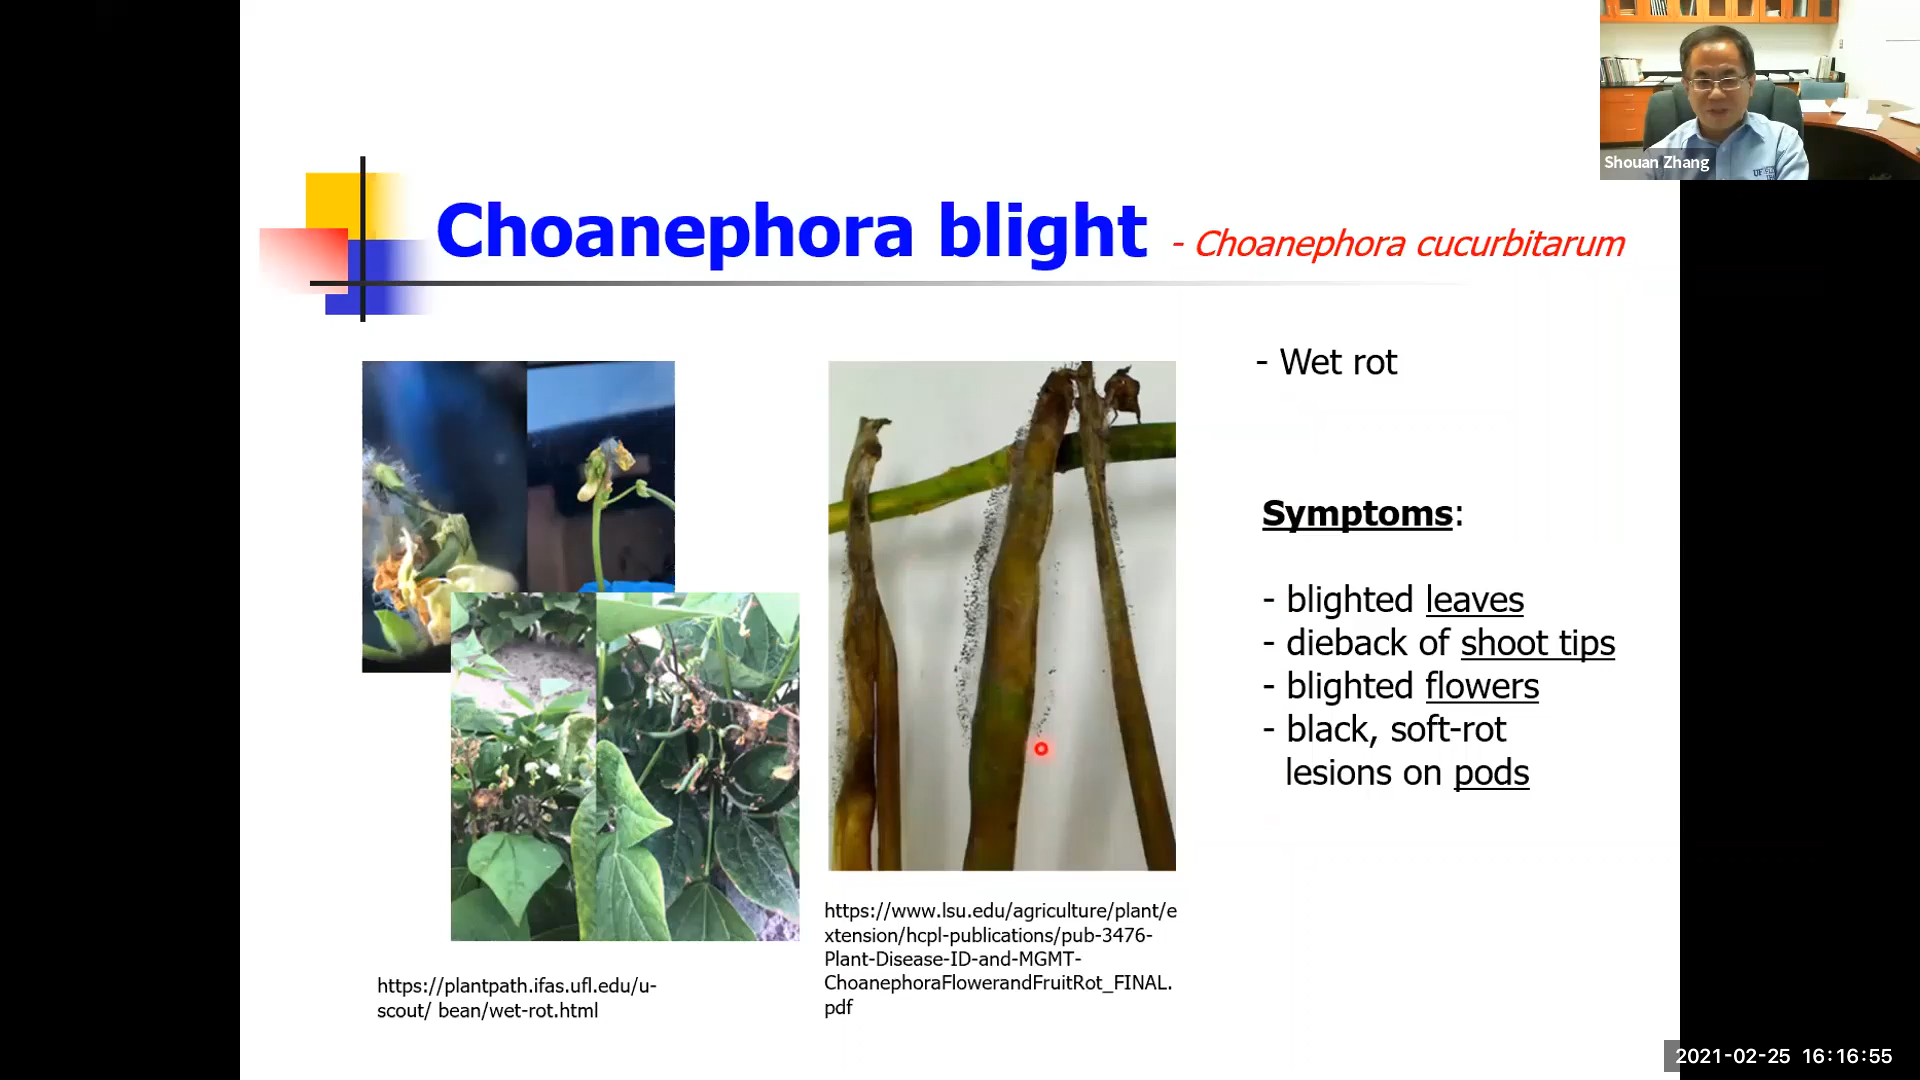 Shouan Zhang
Choanephora blight - Choanephora cucurbitarum
- Wet rot
Symptoms:
- blighted leaves
- dieback of shoot tips
- blighted flowers
- black, soft-rot
lesions on pods
https://www.lsu.edu/agriculture/plant/e
xtension/hcpl-publications/pub-3476-
Plant-Disease-ID-and-MGMT-
ChoanephoraFlowerandFruitRot_FINAL.
pdf
https://plantpath.ifas.ufl.edu/u-
scout/ bean/wet-rot.html
2021-02-25 16:16:55